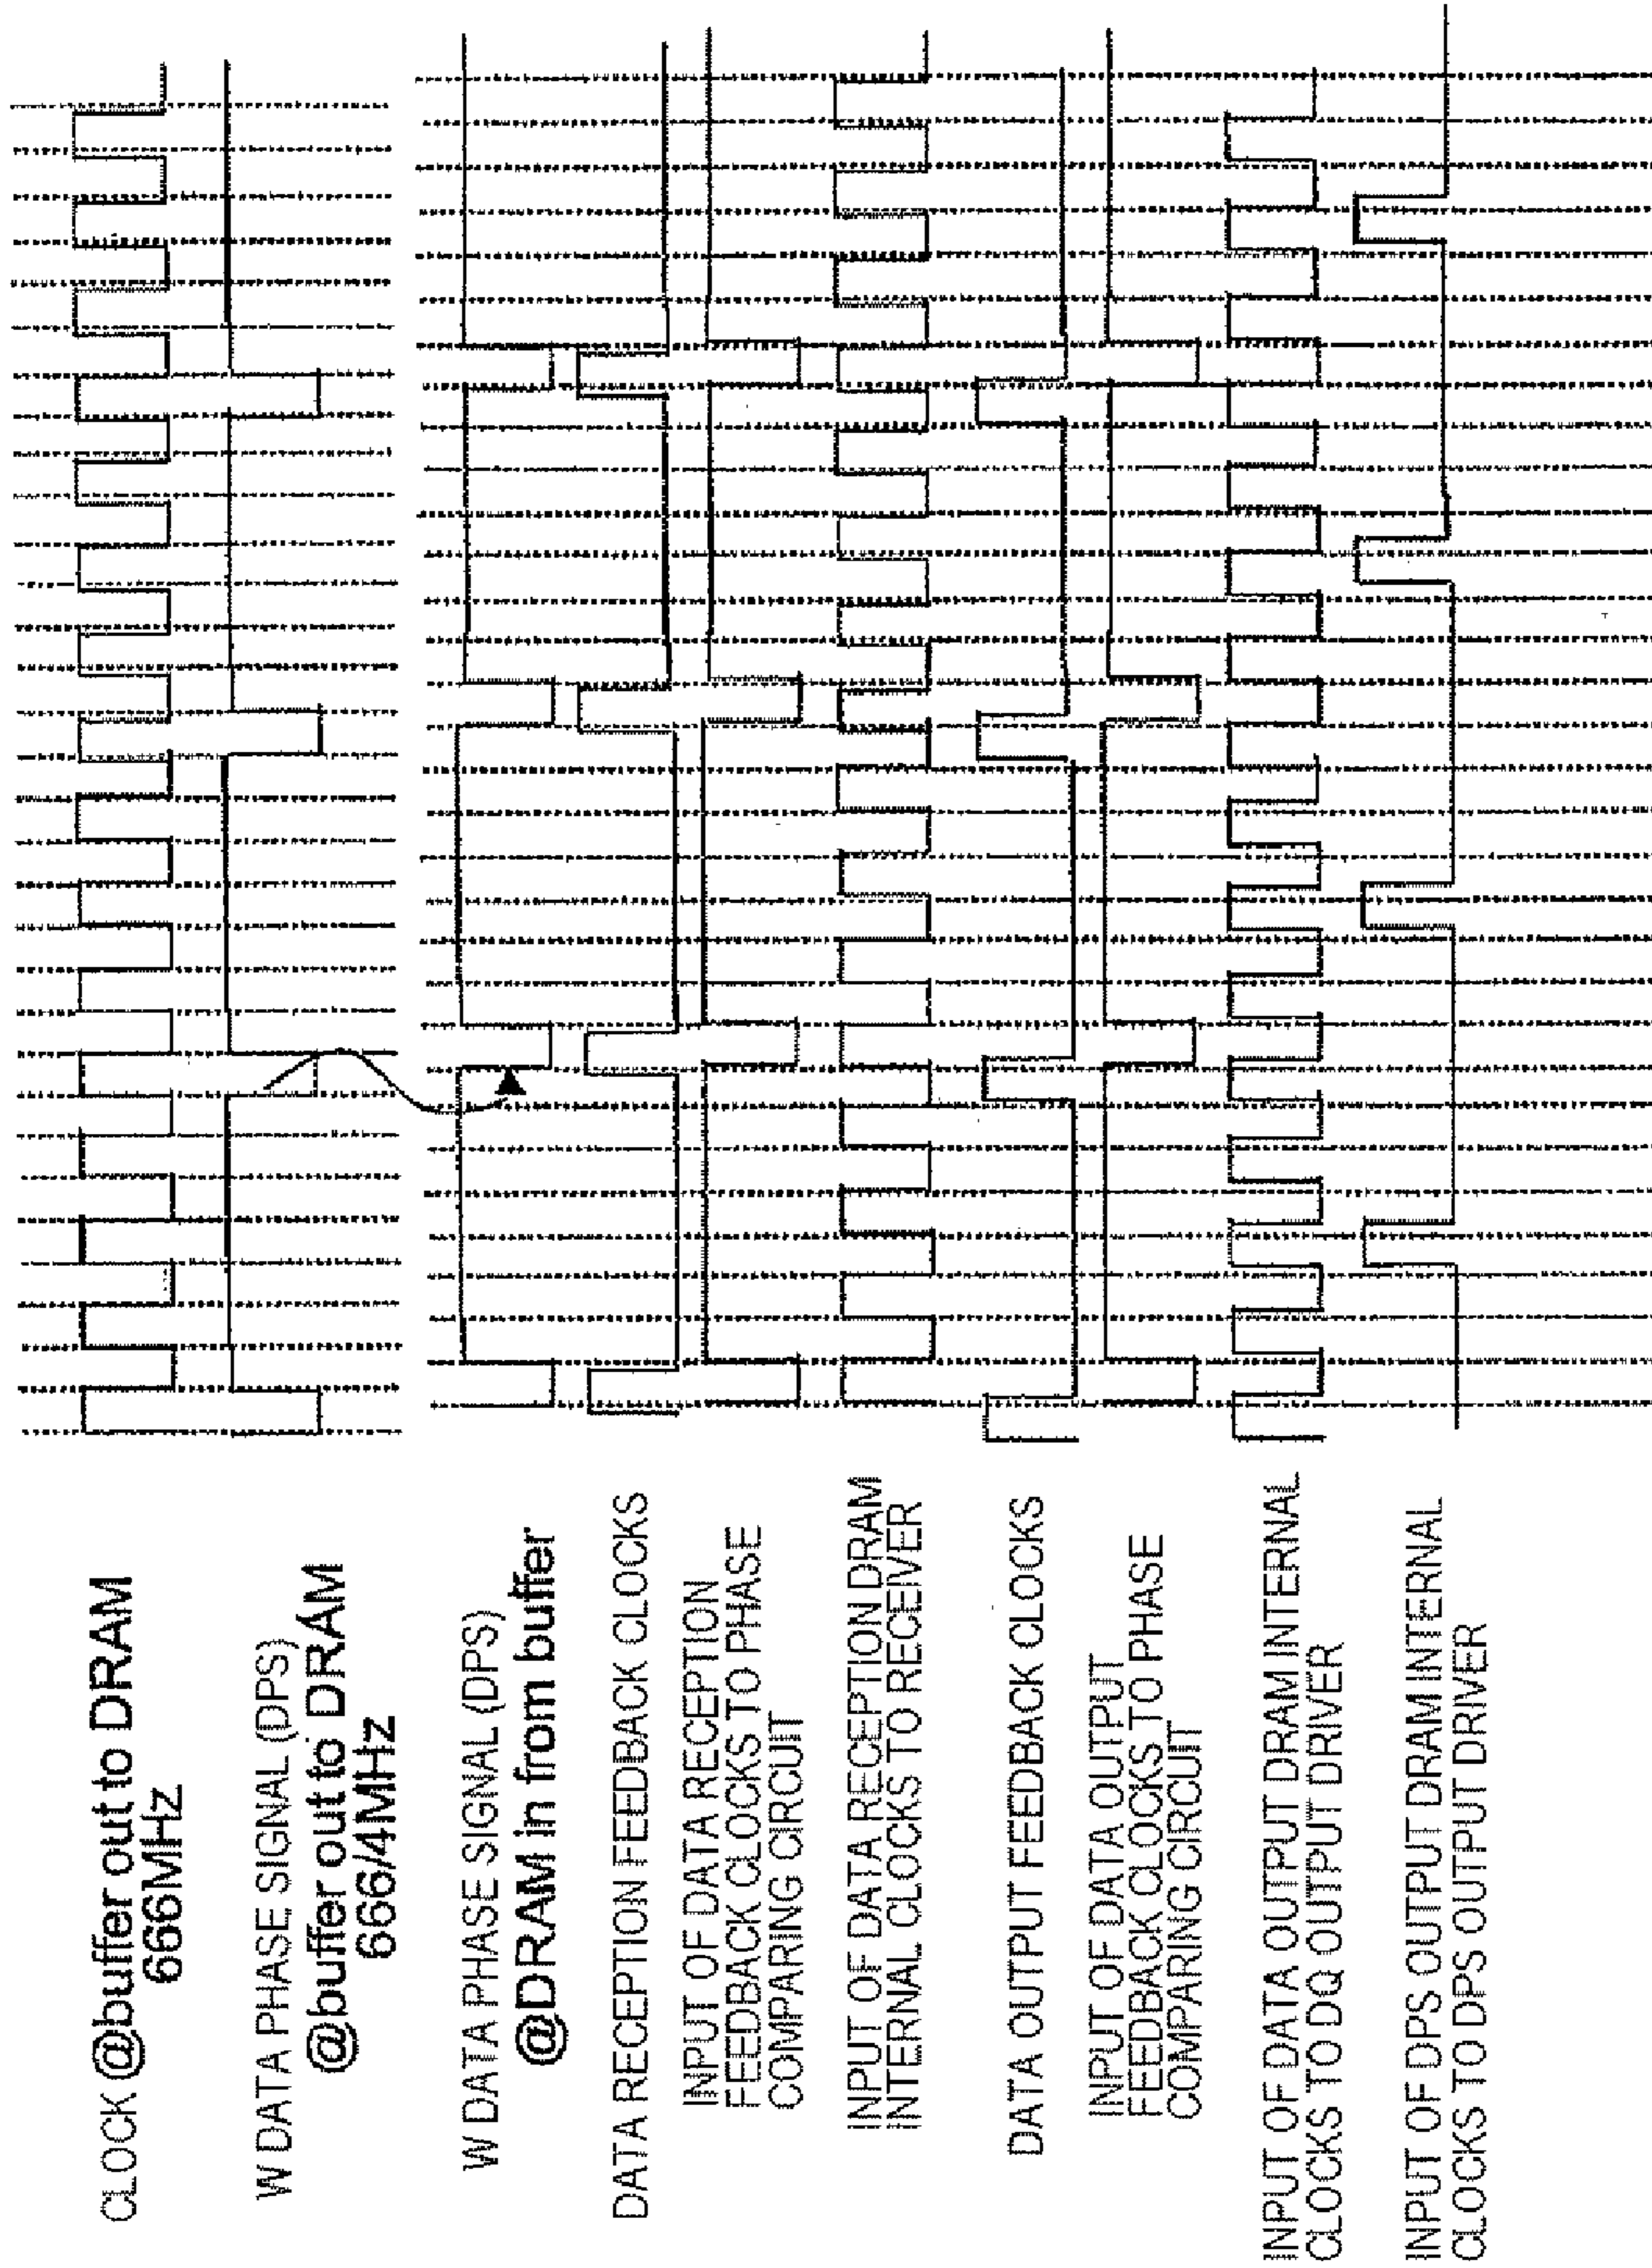 CLOCK @buffer out to DRAM
666MHz
W DATA PHASE SIGNAL (DPS)
@buffer out to DRAM
666/4MHz
W DATA PHASE SIGNAL (DPS)
@DRAM in from buffer
DATA RECEPTION FEEDBACK CLOCKS
INPUT OF DATA RECEPTION
FEEDBACK CLOCKS TO PHASE
COMPARING CIRCUIT
INPUT OF DATA RECEPTION DRAM
INTERNAL CLOCKS TO RECEIVER
DATA OUTPUT FEEDBACK CLOCKS
INPUT OF DATA OUTPUT
FEEDBACK CLOCKS TO PHASE
COMPARING CIRCUIT
INPUT OF DATA OUTPUT DRAM INTERNAL
CLOCKS TO DQ OUTPUT DRIVER
INPUT OF DPS OUTPUT DRAM INTERNAL
CLOCKS TO DPS OUTPUT DRIVER